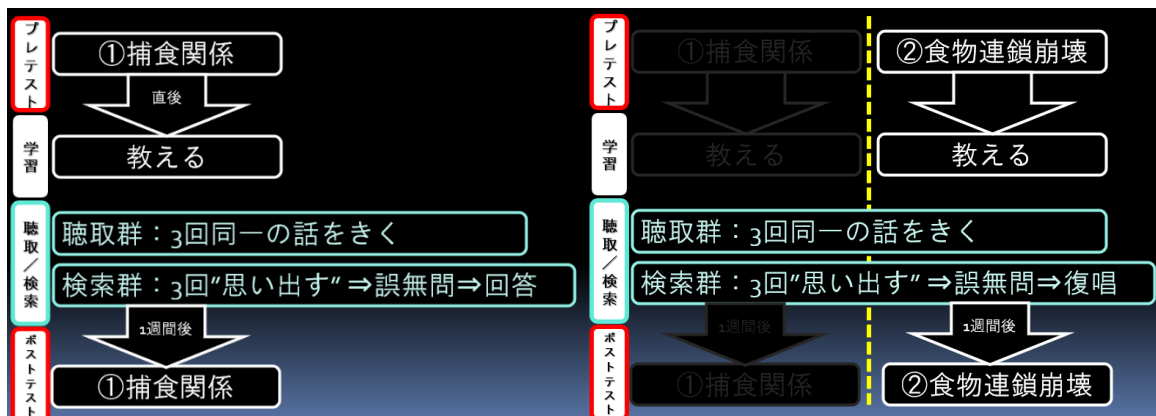 プレテスト
①捕食関係
直後
学習
教える
聴取／検索
聴取群：3回同一の話をきく
検索群：3回"思い出す"⇒誤無問⇒回答
1週間後
ポストテスト
①捕食関係
プレテスト
①捕食関係
②食物連鎖崩壊
学習
教える
教える
聴取／検索
聴取群：3回同一の話をきく
検索群：3回"思い出す"⇒誤無問⇒復唱
1週間後
1週間後
ポストテスト
①捕食関係
②食物連鎖崩壊